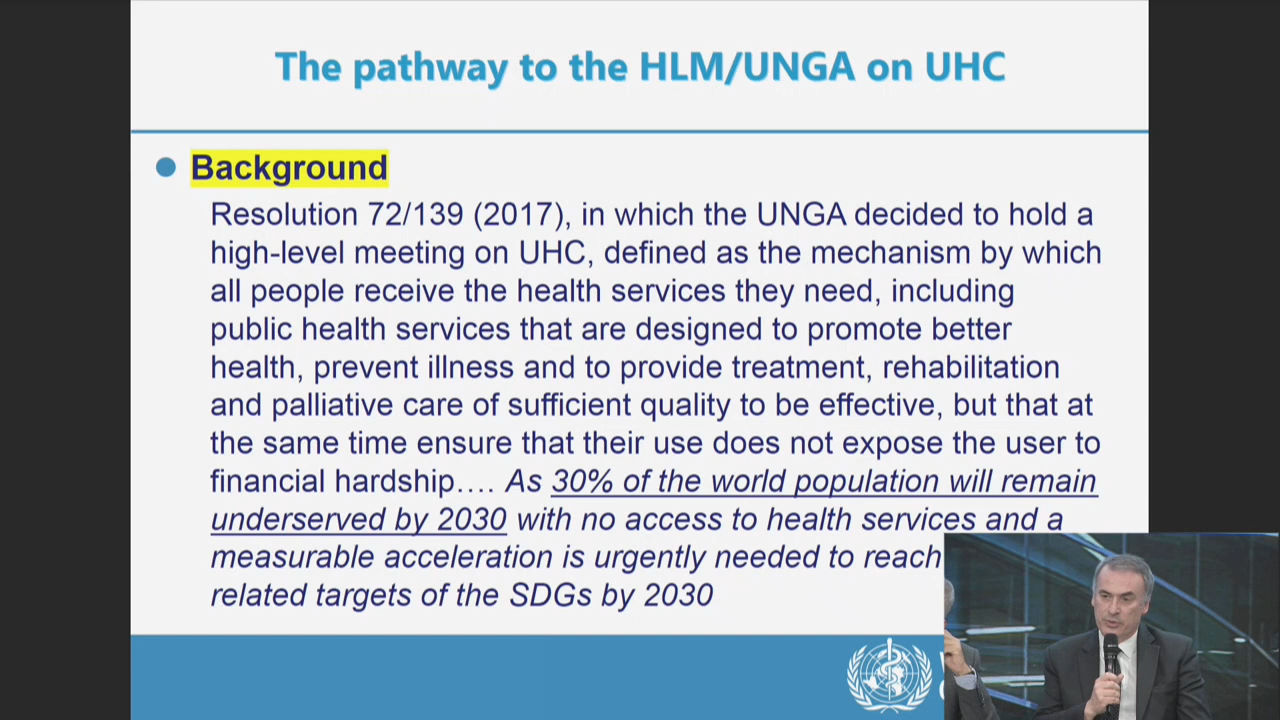 The pathway to the HLM/UNGA on UHC
Background
Resolution 72/139 (2017), in which the UNGA decided to hold a
high-level meeting on UHC, defined as the mechanism by which
all people receive the health services they need, including
public health services that are designed to promote better
health, prevent illness and to provide treatment, rehabilitation
and palliative care of sufficient quality to be effective, but that at
the same time ensure that their use does not expose the user to
financial hardship…. As 30% of the world population will remain
underserved by 2030 with no access to health services and a
measurable acceleration is urgently needed to reach
related targets of the SDGs by 2030